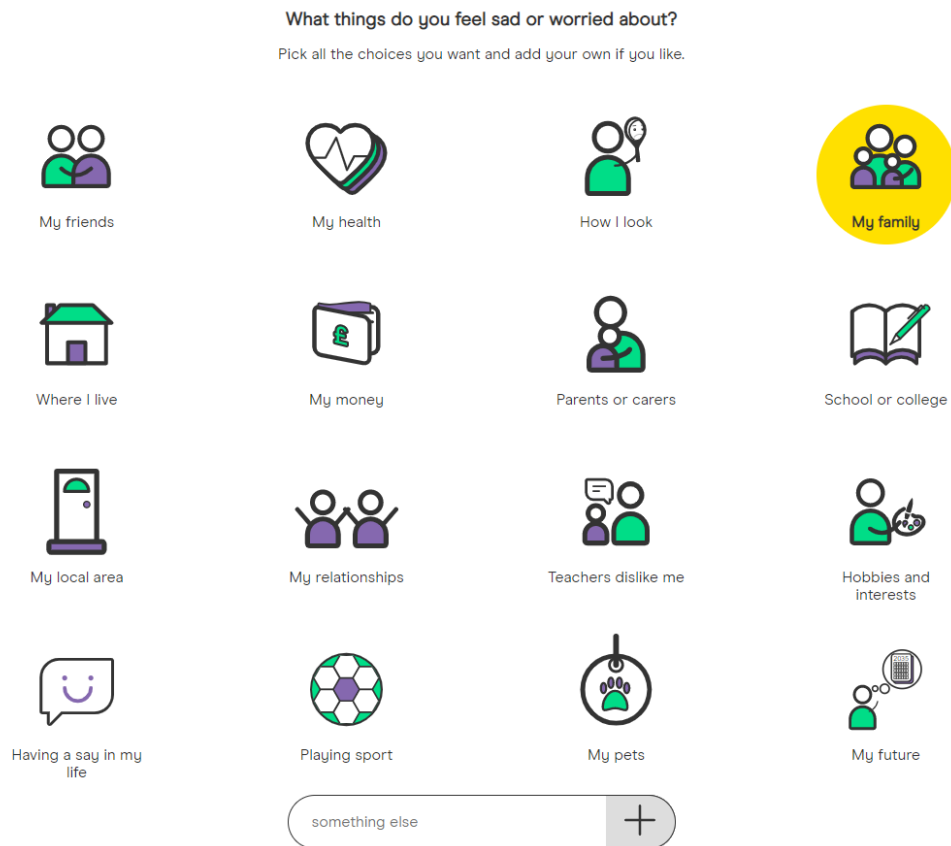 What things do you feel sad or worried about?
Pick all the choices you want and add your own if you like.
My friends
My health
How I look
My family
Where I live
£
My money
Parents or carers
School or college
My local area
My relationships
Teachers dislike me
Hobbies and
interests
2035
Having a say in my
life
Playing sport
My pets
My future
something else